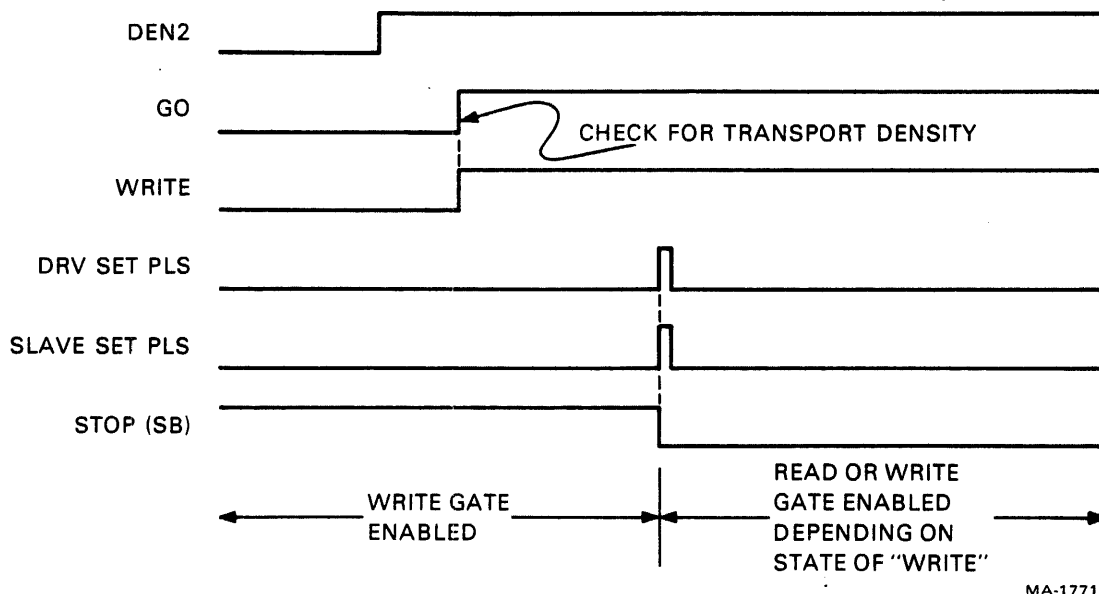 DEN2
GO
CHECK FOR TRANSPORT DENSITY
WRITE
DRV SET PLS
SLAVE SET PLS
STOP (SB)
WRITE GATE
ENABLED
READ OR WRITE
GATE ENABLED
DEPENDING ON
STATE OF "WRITE"
MA-1771